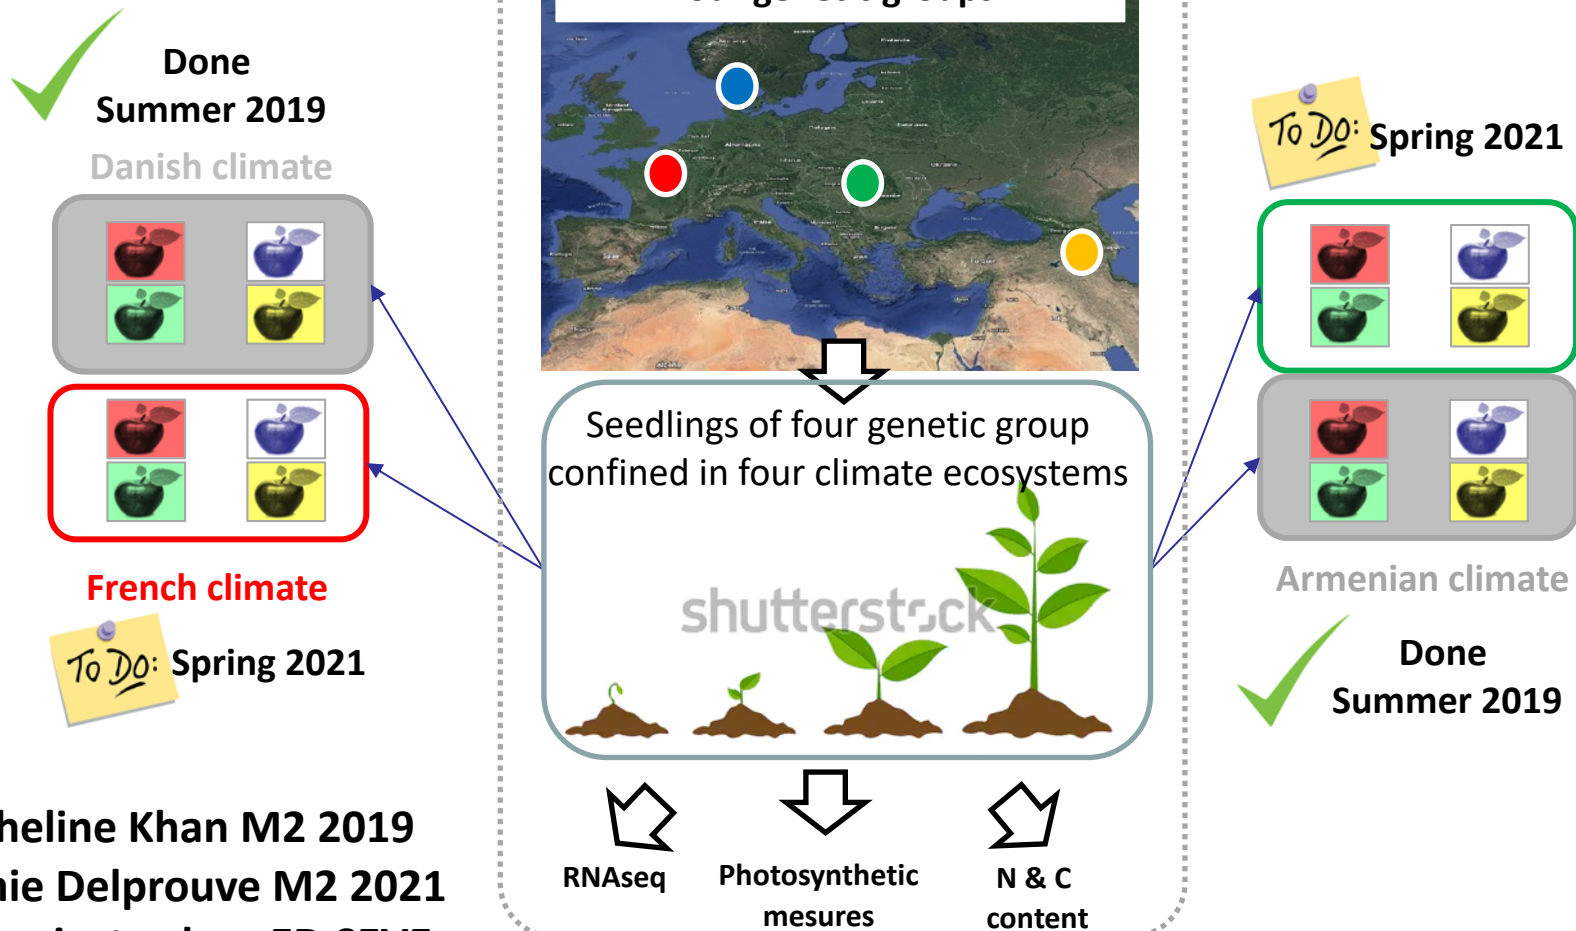 Done
Summer 2019
Danish climate
French climate
To Do: Spring 2021
groups
Seedlings of four genetic group
confined in four climate ecosystems
shutterstock
RNAseq
Photosynthetic
mesures
N & C
content
To Do: Spring 2021
Armenian climate
Done
Summer 2019
heline Khan M2 2019
nie Delprouve M2 2021